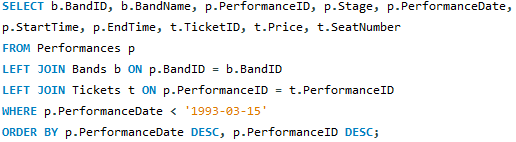 SELECT b.BandID, b.BandName, p.PerformanceID, p.Stage, p.PerformanceDate,
p.StartTime, p.EndTime, t.TicketID, t.Price, t.SeatNumber
FROM Performances p
LEFT JOIN Bands b ON p.BandID = b.BandID
LEFT JOIN Tickets t ON p.PerformanceID = t.PerformanceID
WHERE p.PerformanceDate < '1993-03-15'
ORDER BY p.PerformanceDate DESC, p.PerformanceID DESC;